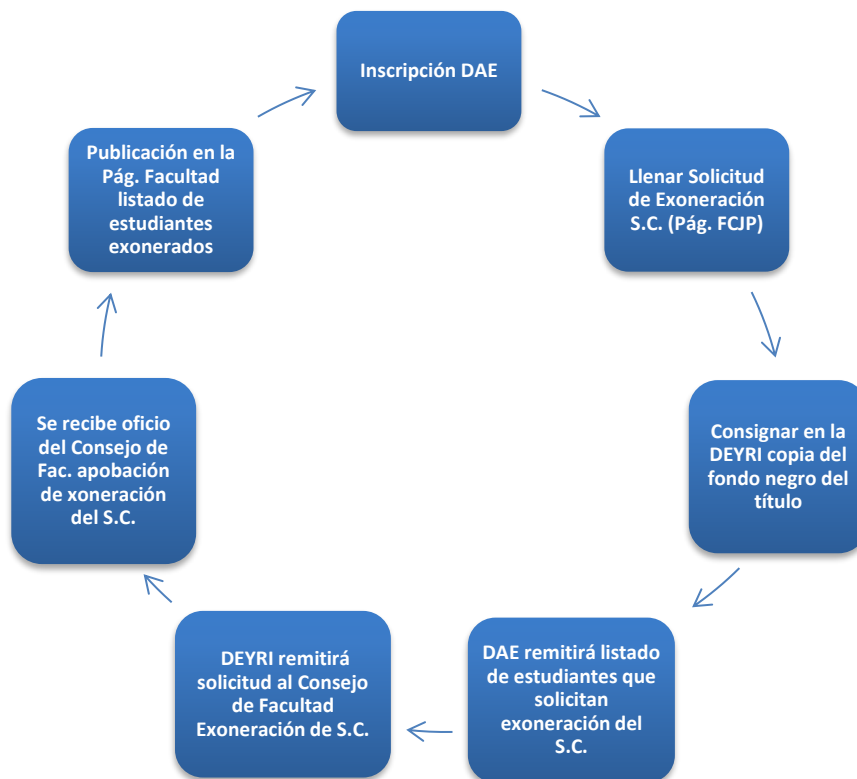 Inscripción DAE
Llenar Solicitud
de Exoneración
S.C. (Pág. FCJP)
Consignar en la
DEYRI copia del
fondo negro del
título
DAE remitirá listado
de estudiantes que
solicitan
exoneración del
S.C.
DEYRI remitirá
solicitud al Consejo
de Facultad
Exoneración de S.C.
Se recibe oficio
del Consejo de
Fac. apobación
de xoneración
del S.C.
Publicación en la
Pág. Facultad
listado de
estudiantes
exonerados